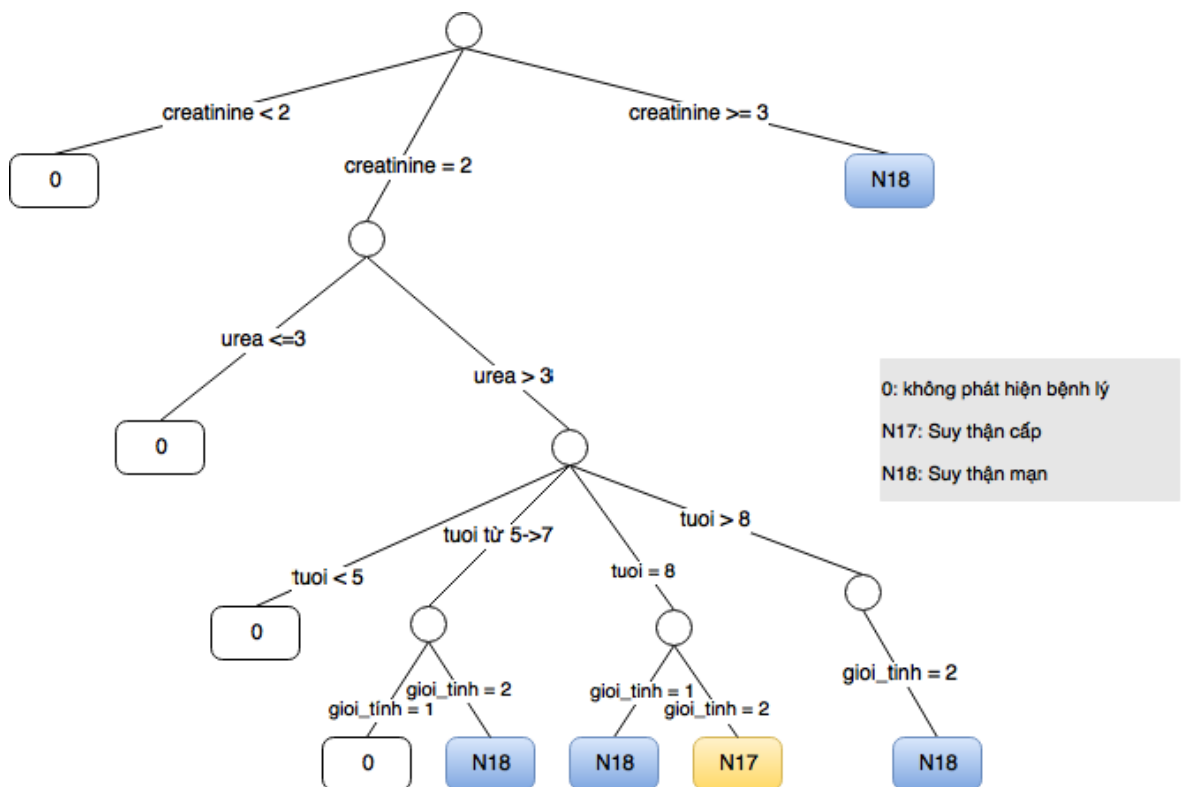 creatinine < 2
creatinine >= 3
creatinine = 2
0
N18
urea <=3
urea > 3
0: không phát hiện bệnh lý
N17: Suy thận cấp
N18: Suy thận mạn
0
tuoi > 8
tuoi từ 5->7
tuoi = 8
tuoi < 5
0
gioi_tinh = 2
gioi_tinh = 2
gioi_tinh = 1
gioi_tính = 1
gioi_tinh = 2
0
N18
N18
N17
N18